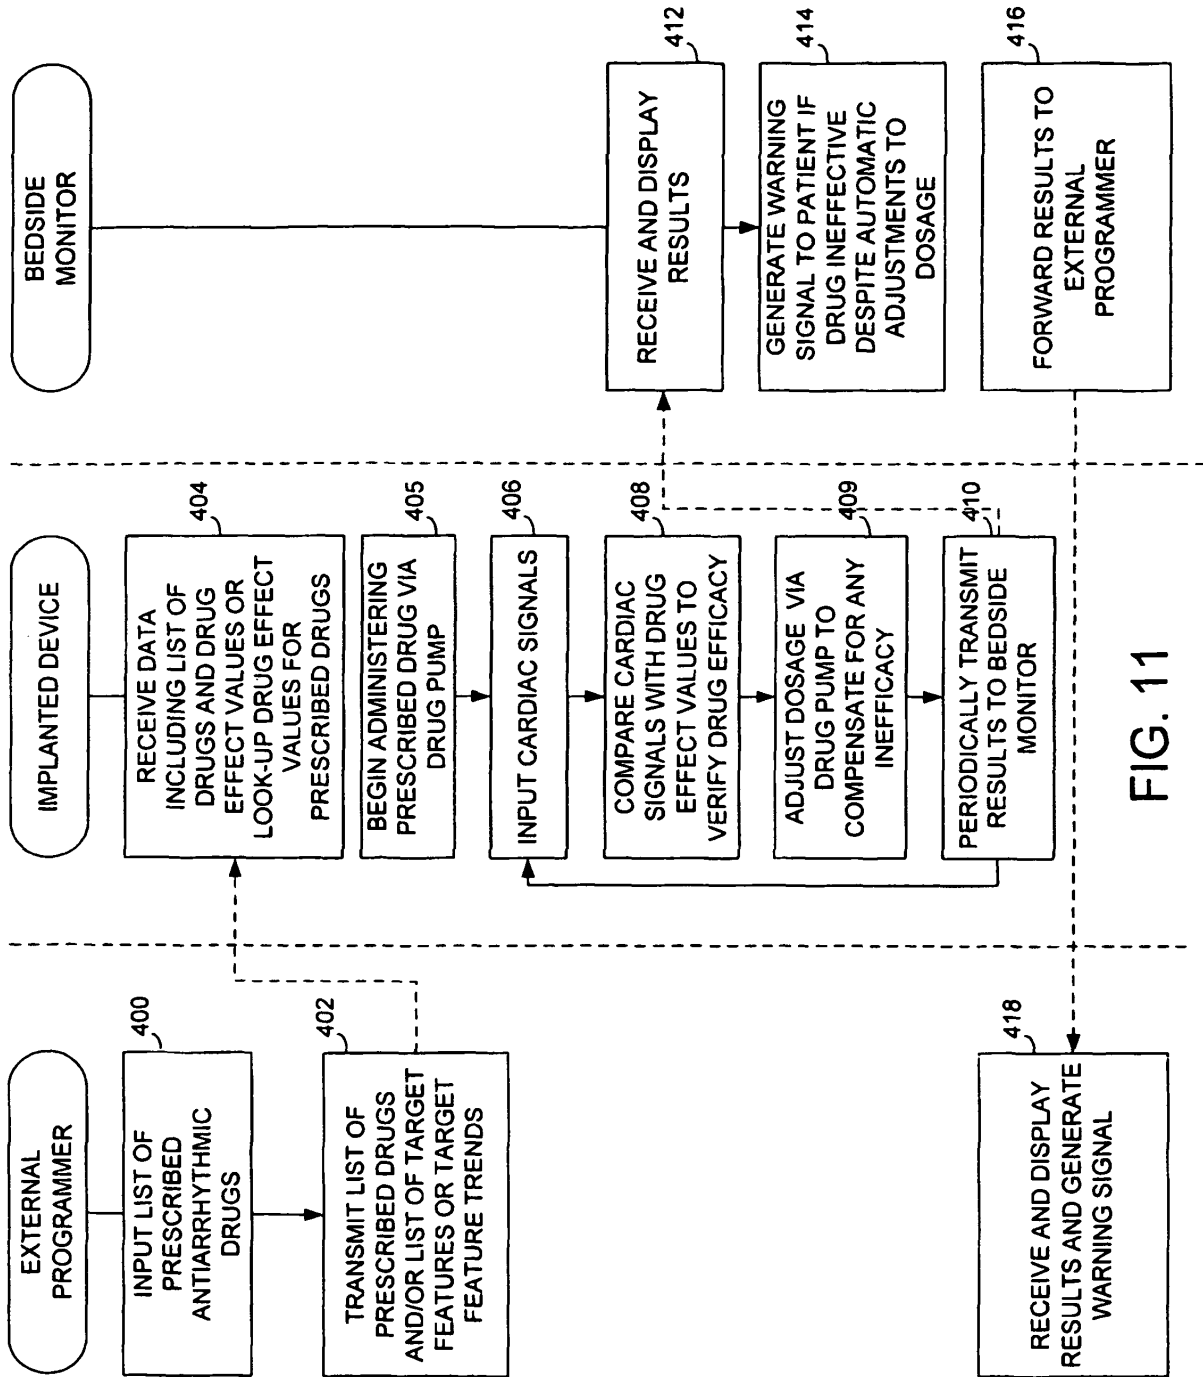 EXTERNAL
PROGRAMMER
400
INPUT LIST OF
PRESCRIBED
ANTIARRHYTHMIC
DRUGS
402
TRANSMIT LIST OF
PRESCRIBED DRUGS
AND/OR LIST OF TARGET
FEATURES OR TARGET
FEATURE TRENDS
418
RECEIVE AND DISPLAY
RESULTS AND GENERATE
WARNING SIGNAL
IMPLANTED DEVICE
404
RECEIVE DATA
INCLUDING LIST OF
DRUGS AND DRUG
EFFECT VALUES OR
LOOK-UP DRUG EFFECT
VALUES FOR
PRESCRIBED DRUGS
405
BEGIN ADMINISTERING
PRESCRIBED DRUG VIA
DRUG PUMP
406
INPUT CARDIAC SIGNALS
408
COMPARE CARDIAC
SIGNALS WITH DRUG
EFFECT VALUES TO
VERIFY DRUG EFFICACY
409
ADJUST DOSAGE VIA
DRUG PUMP TO
COMPENSATE FOR ANY
INEFFICACY
410
PERIODICALLY TRANSMIT
RESULTS TO BEDSIDE
MONITOR
BEDSIDE
MONITOR
412
RECEIVE AND DISPLAY
RESULTS
414
GENERATE WARNING
SIGNAL TO PATIENT IF
DRUG INEFFECTIVE
DESPITE AUTOMATIC
ADJUSTMENTS TO
DOSAGE
416
FORWARD RESULTS TO
EXTERNAL
PROGRAMMER
FIG. 11